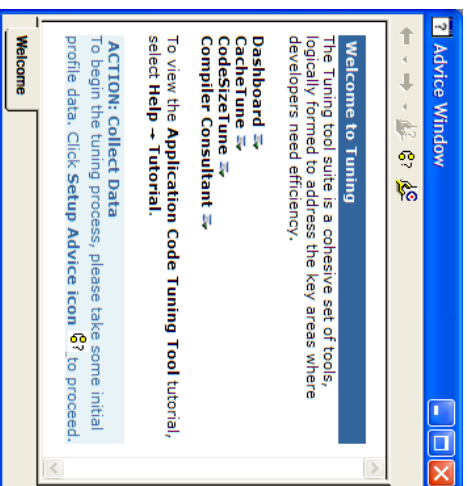 Advice Window
Welcome to Tuning
The Tuning tool suite is a cohesive set of tools,
logically formed to address the key areas where
developers need efficiency.
Dashboard
CacheTune
CodeSizeTune
Compiler Consultant
To view the Application Code Tuning Tool tutorial,
select Help → Tutorial.
ACTION: Collect Data
To begin the tuning process, please take some initial
profile data. Click Setup Advice icon to proceed.
Welcome